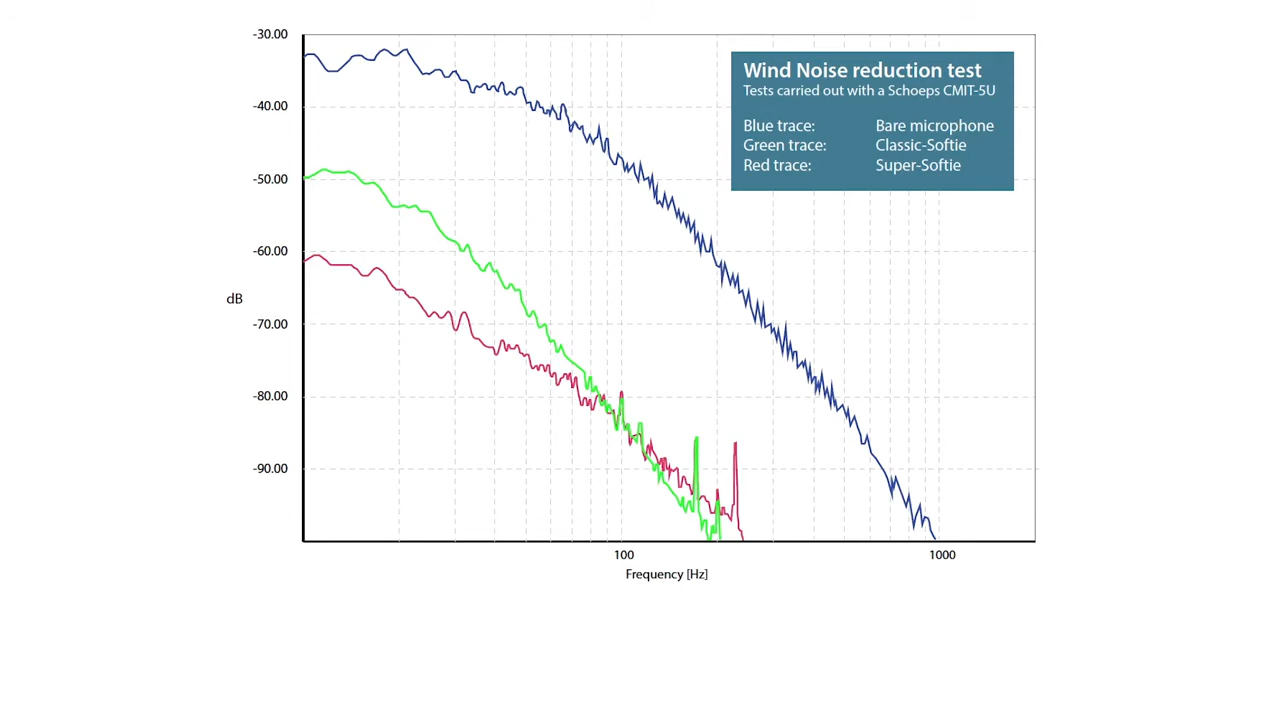 -30.00
-40.00
-50.00
-60.00
dB
-70.00
-80.00
-90.00
Wind Noise reduction test
Tests carried out with a Schoeps CMIT-5U
Blue trace: Bare microphone
Green trace: Classic-Softie
Red trace: Super-Softie
100 1000
Frequency [Hz]